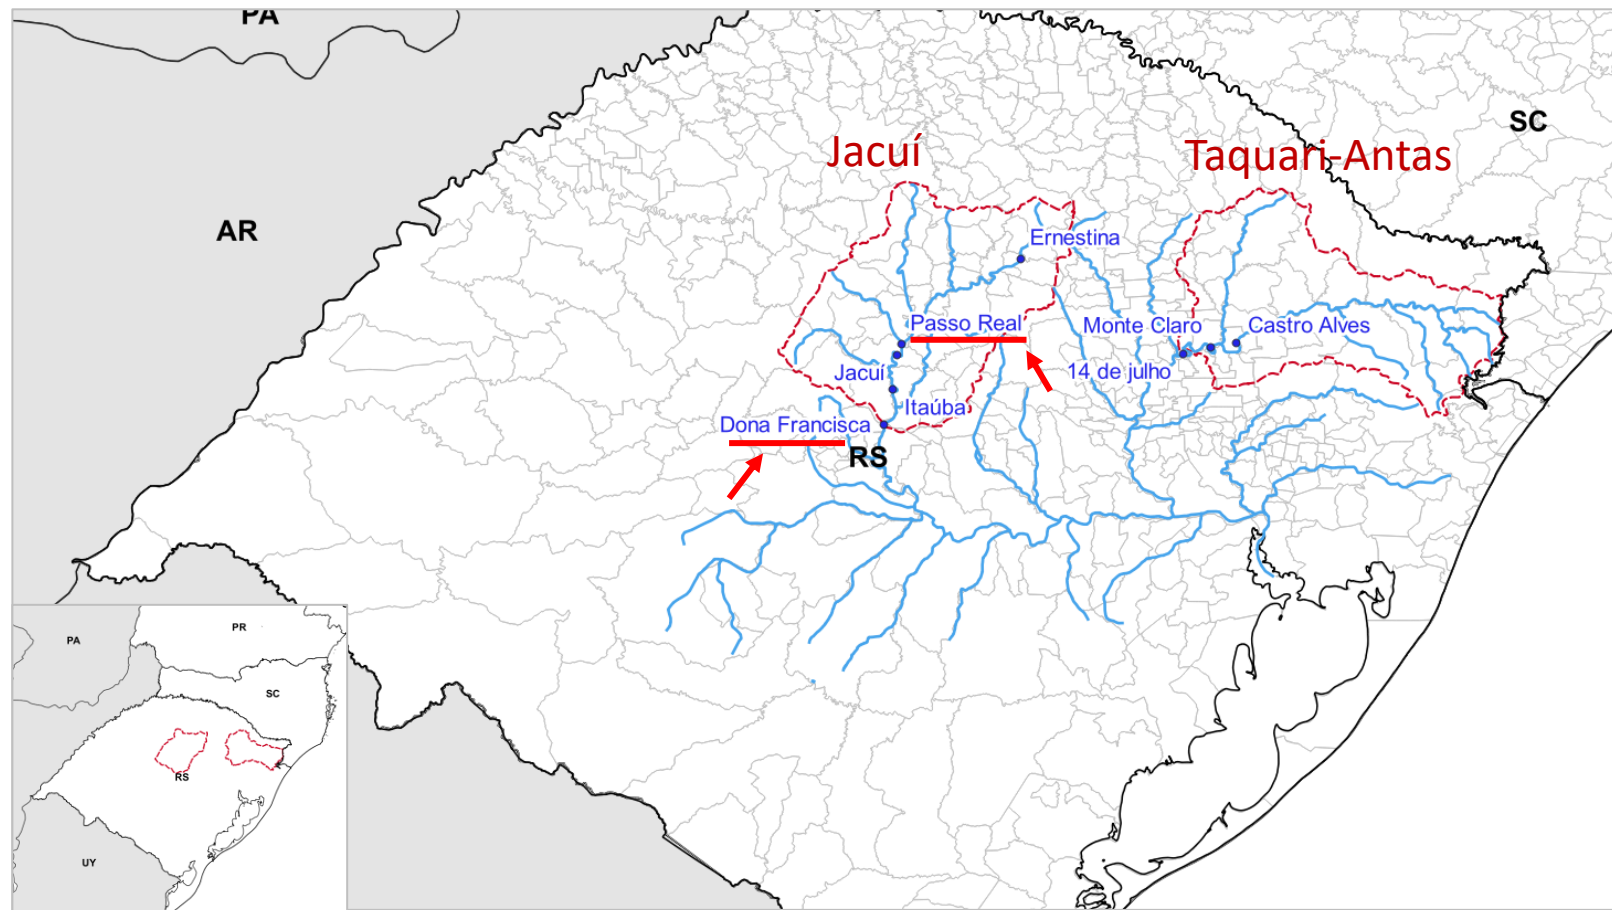 PA
SC
Jacuí
Taquari-Antas
AR
Ernestina
Passo Real
Monte Claro
Castro Alves
Jacuí
14 de julho
Itaúba
Dona Francisca
RS
PA
PR
SC
RS
UY